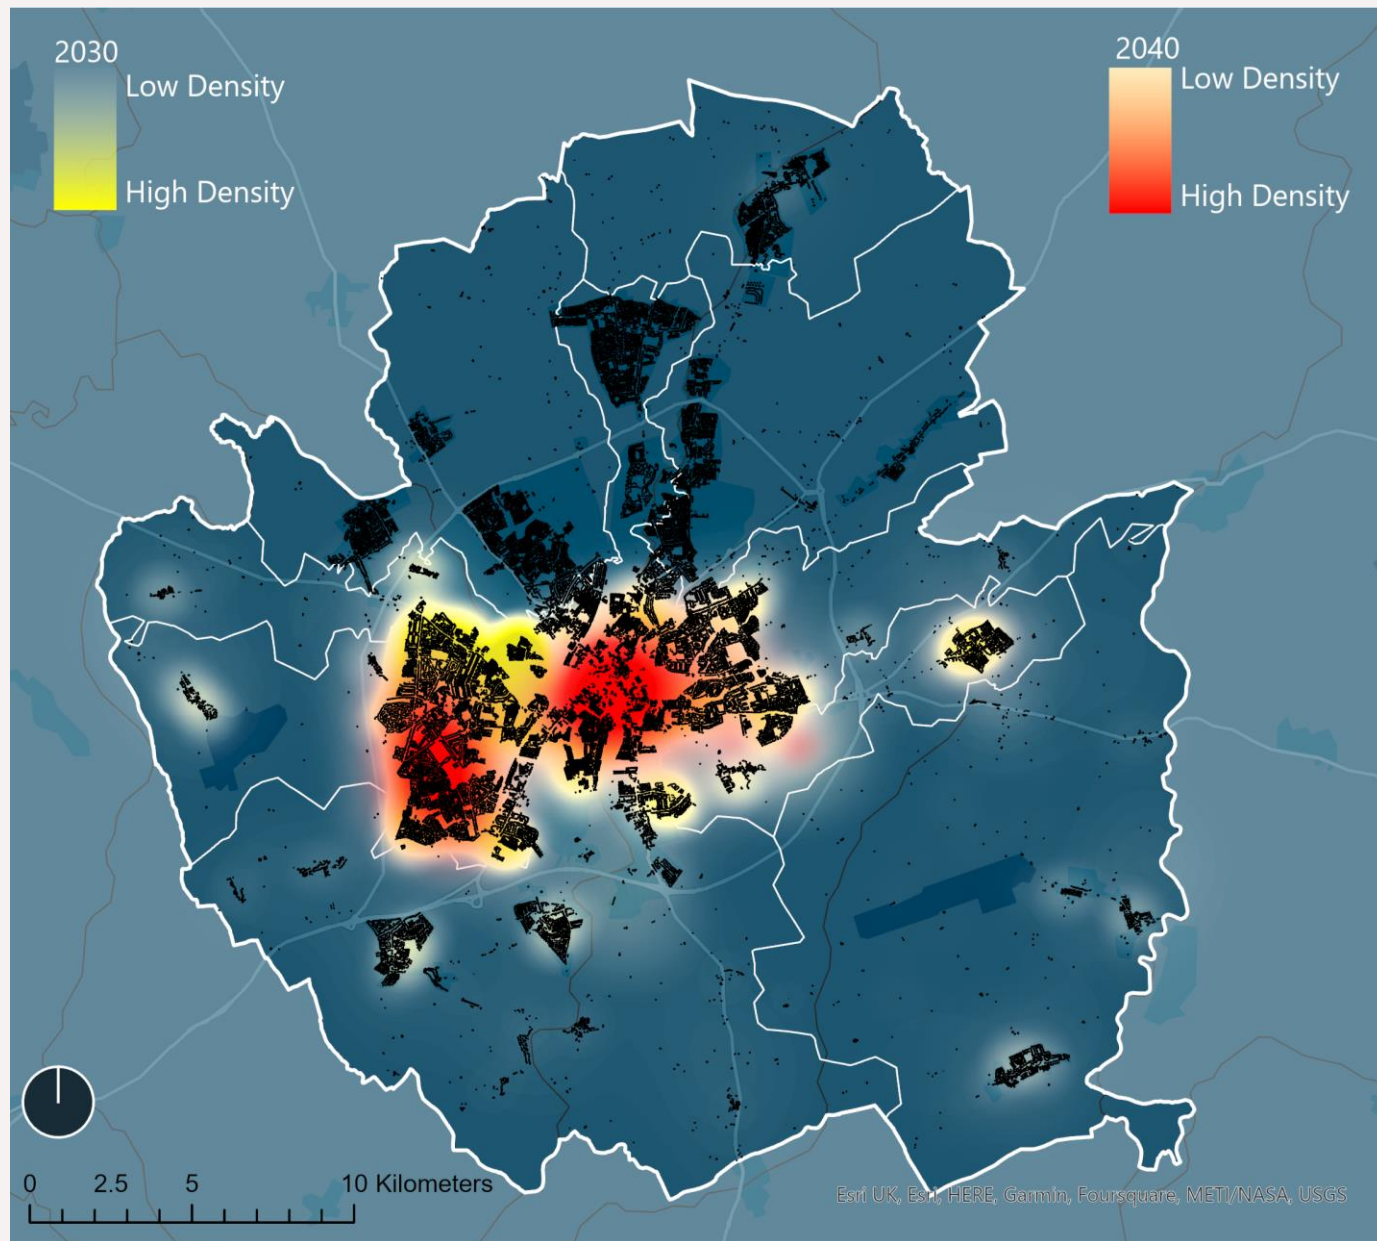 2030
Low Density
High Density
2040
Low Density
High Density
0 2.5 5 10 Kilometers
Esri UK, Esri, HERE, Garmin, Foursquare, METI/NASA, USGS